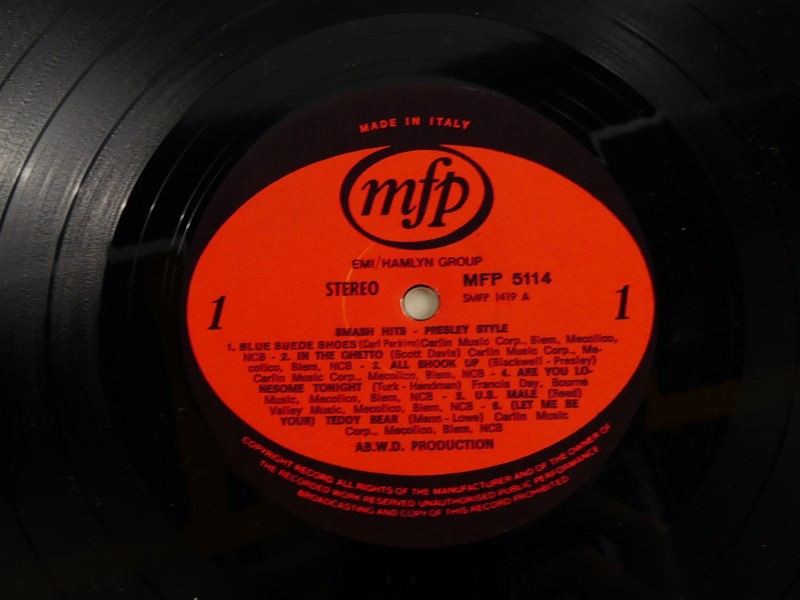 MADE IN ITALY
mfp
EMI/HAMLYN GROUP
STEREO MFP 5114
SMFP 1419 A
1 1
SMASH HITS - PRESLEY STYLE
1. BLUE SUEDE SHOES (Carl Perkins) Carlin Music Corp., Biem, Mecolico,
NCB - 2. IN THE GHETTO (Scott Davis) Carlin Music Corp., Me-
colico, Biem, NCB - 3. ALL SHOOK UP (Blackwell - Presley)
Carlin Music Corp., Mecolico, Biem, NCB - 4. ARE YOU LO-
NESOME TONIGHT (Turk - Handman) Francis Day, Bourne
Music, Mecolico, Biem, NCB - 5. U.S. MALE (Reed)
Valley Music, Mecolico, Biem, NCB - 6. (LET ME BE
YOUR) TEDDY BEAR (Mann - Lowe) Carlin Music
Corp., Mecolico, Biem, NCB
AB.W.D. PRODUCTION
COPYRIGHT RECORD ALL RIGHTS OF THE MANUFACTURER AND OF THE OWNER OF
THE RECORDED WORK RESERVED UNAUTHORISED PUBLIC PERFORMANCE
BROADCASTING AND COPY OF THIS RECORD PROHIBITED